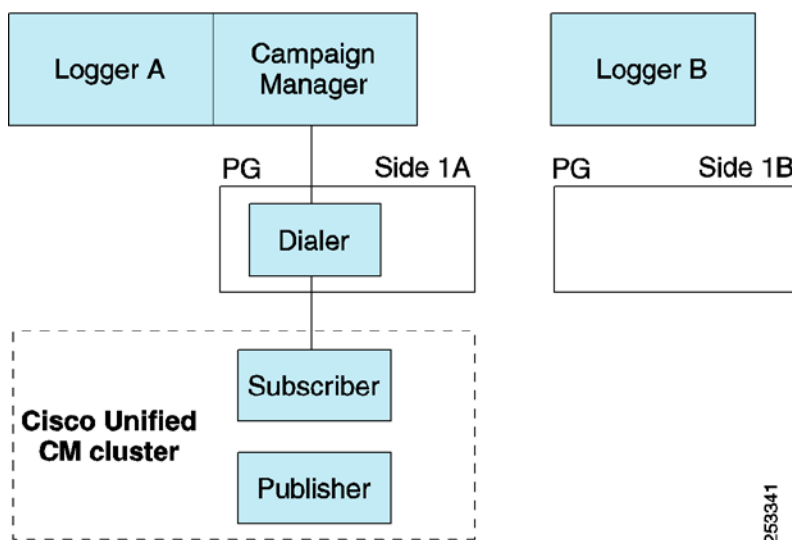 Logger A
Campaign
Manager
Logger B
PG
Side 1A
PG
Side 1B
Dialer
Subscriber
Cisco Unified
CM cluster
Publisher
253341